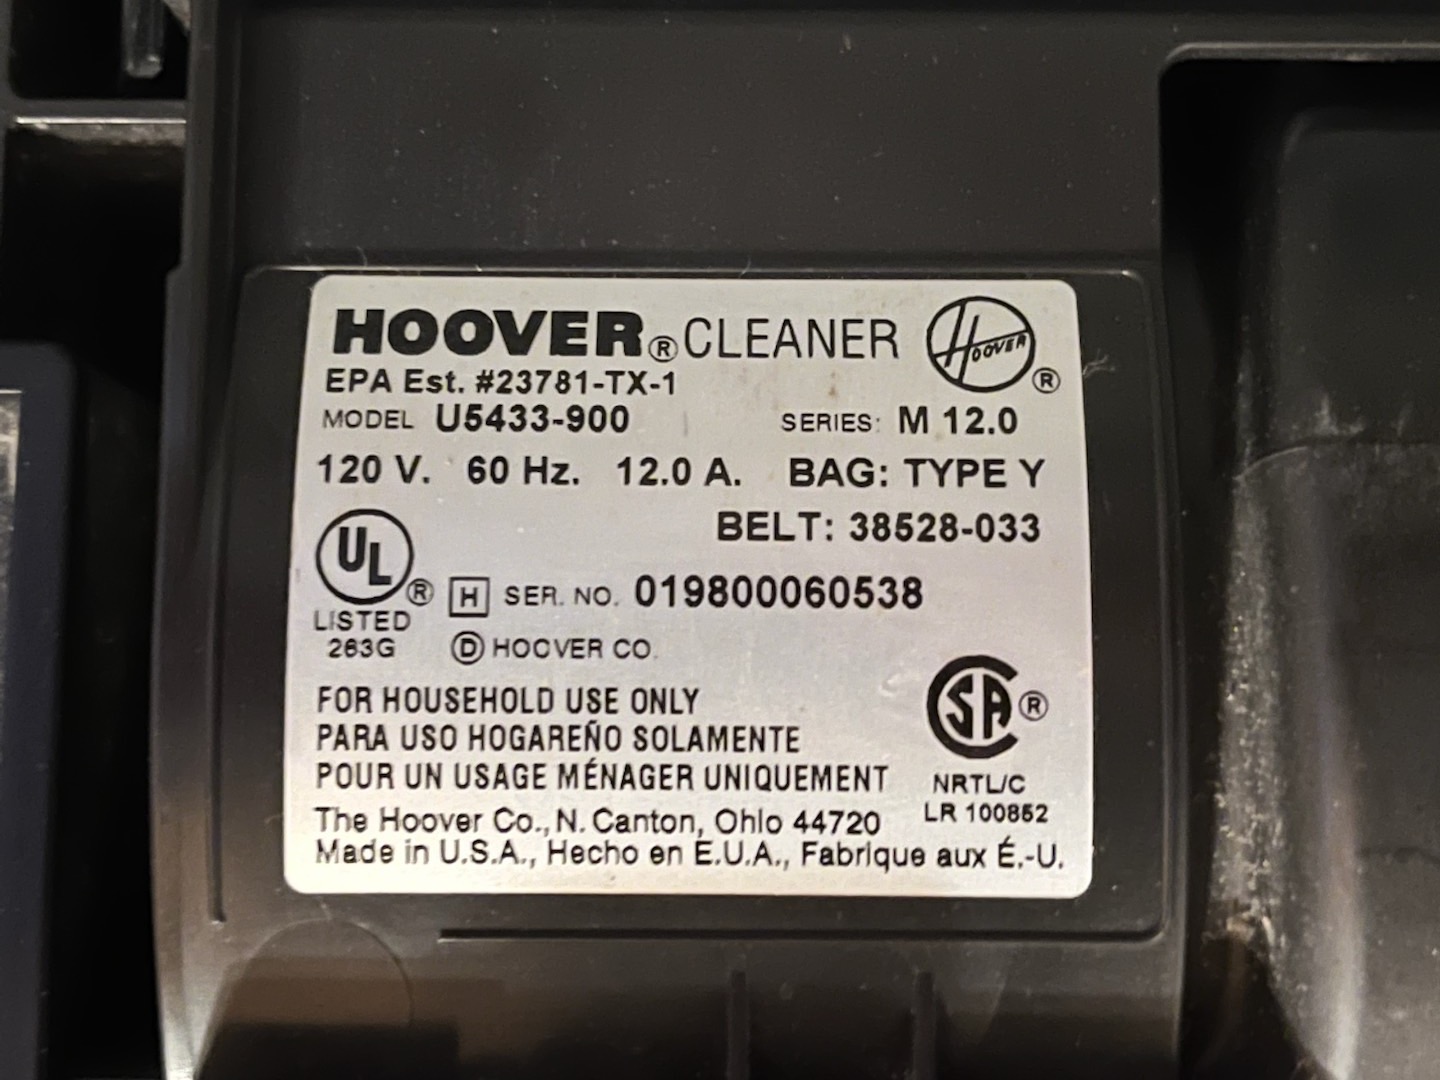 HOOVER® CLEANER HOOVER®
EPA Est. #23781-TX-1
MODEL U5433-900 SERIES: M 12.0
120 V. 60 Hz. 12.0 A. BAG: TYPE Y
BELT: 38528-033
UL® H SER. NO. 019800060538
LISTED
263G Ⓓ HOOVER CO.
FOR HOUSEHOLD USE ONLY
PARA USO HOGAREÑO SOLAMENTE
POUR UN USAGE MÉNAGER UNIQUEMENT
SA®
NRTL/C
LR 100852
The Hoover Co., N. Canton, Ohio 44720
Made in U.S.A., Hecho en E.U.A., Fabrique aux É.-U.